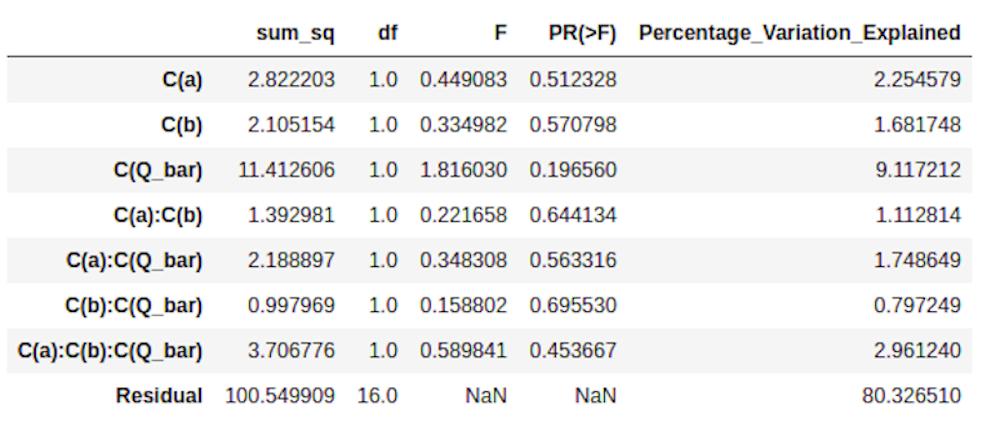 sum_sq df F PR(>F) Percentage_Variation_Explained
C(a) 2.822203 1.0 0.449083 0.512328 2.254579
C(b) 2.105154 1.0 0.334982 0.570798 1.681748
C(Q_bar) 11.412606 1.0 1.816030 0.196560 9.117212
C(a):C(b) 1.392981 1.0 0.221658 0.644134 1.112814
C(a):C(Q_bar) 2.188897 1.0 0.348308 0.563316 1.748649
C(b):C(Q_bar) 0.997969 1.0 0.158802 0.695530 0.797249
C(a):C(b):C(Q_bar) 3.706776 1.0 0.589841 0.453667 2.961240
Residual 100.549909 16.0 NaN NaN 80.326510